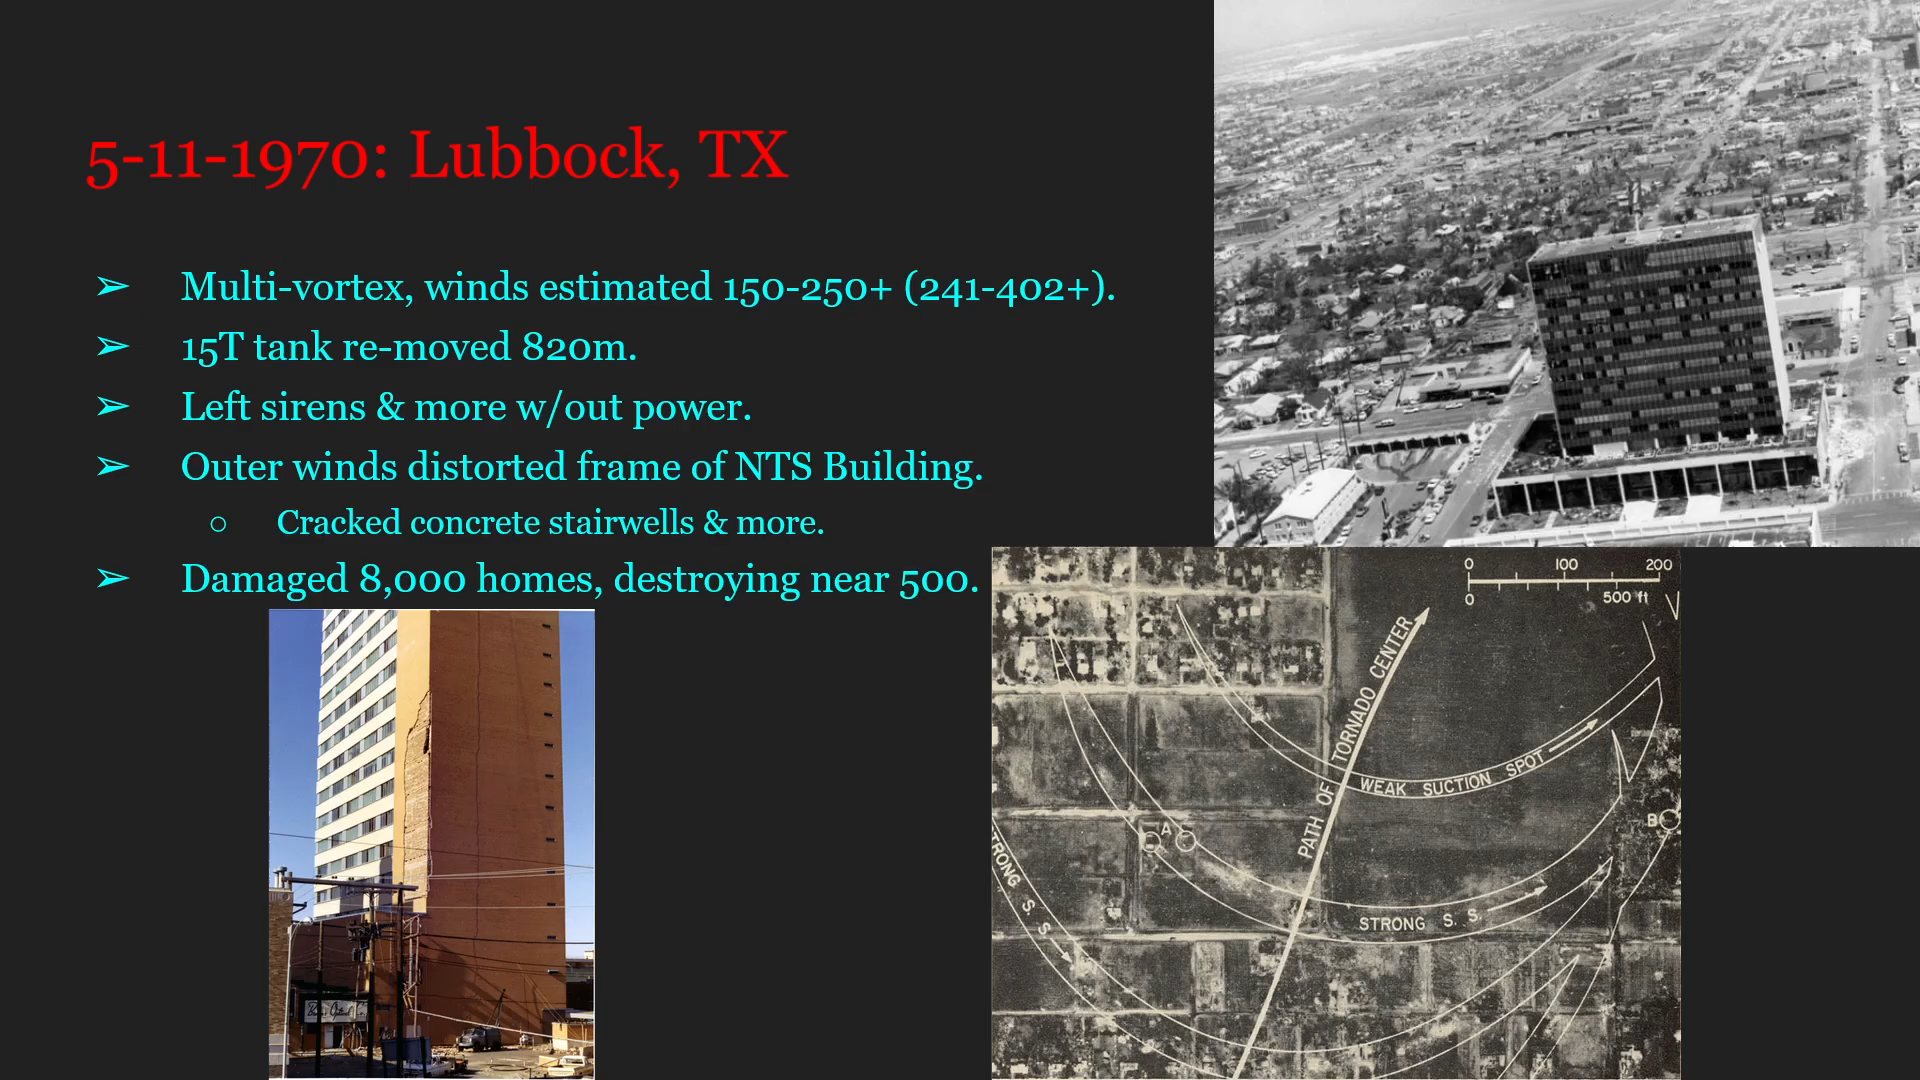 5-11-1970: Lubbock, TX
➢ Multi-vortex, winds estimated 150-250+ (241-402+).
➢ 15T tank re-moved 820m.
➢ Left sirens & more w/out power.
➢ Outer winds distorted frame of NTS Building.
○ Cracked concrete stairwells & more.
➢ Damaged 8,000 homes, destroying near 500.
0 100 200
0 500 ft
PATH OF TORNADO CENTER
WEAK SUCTION SPOT
A
B
STRONG S. S.
TRONG S. S.